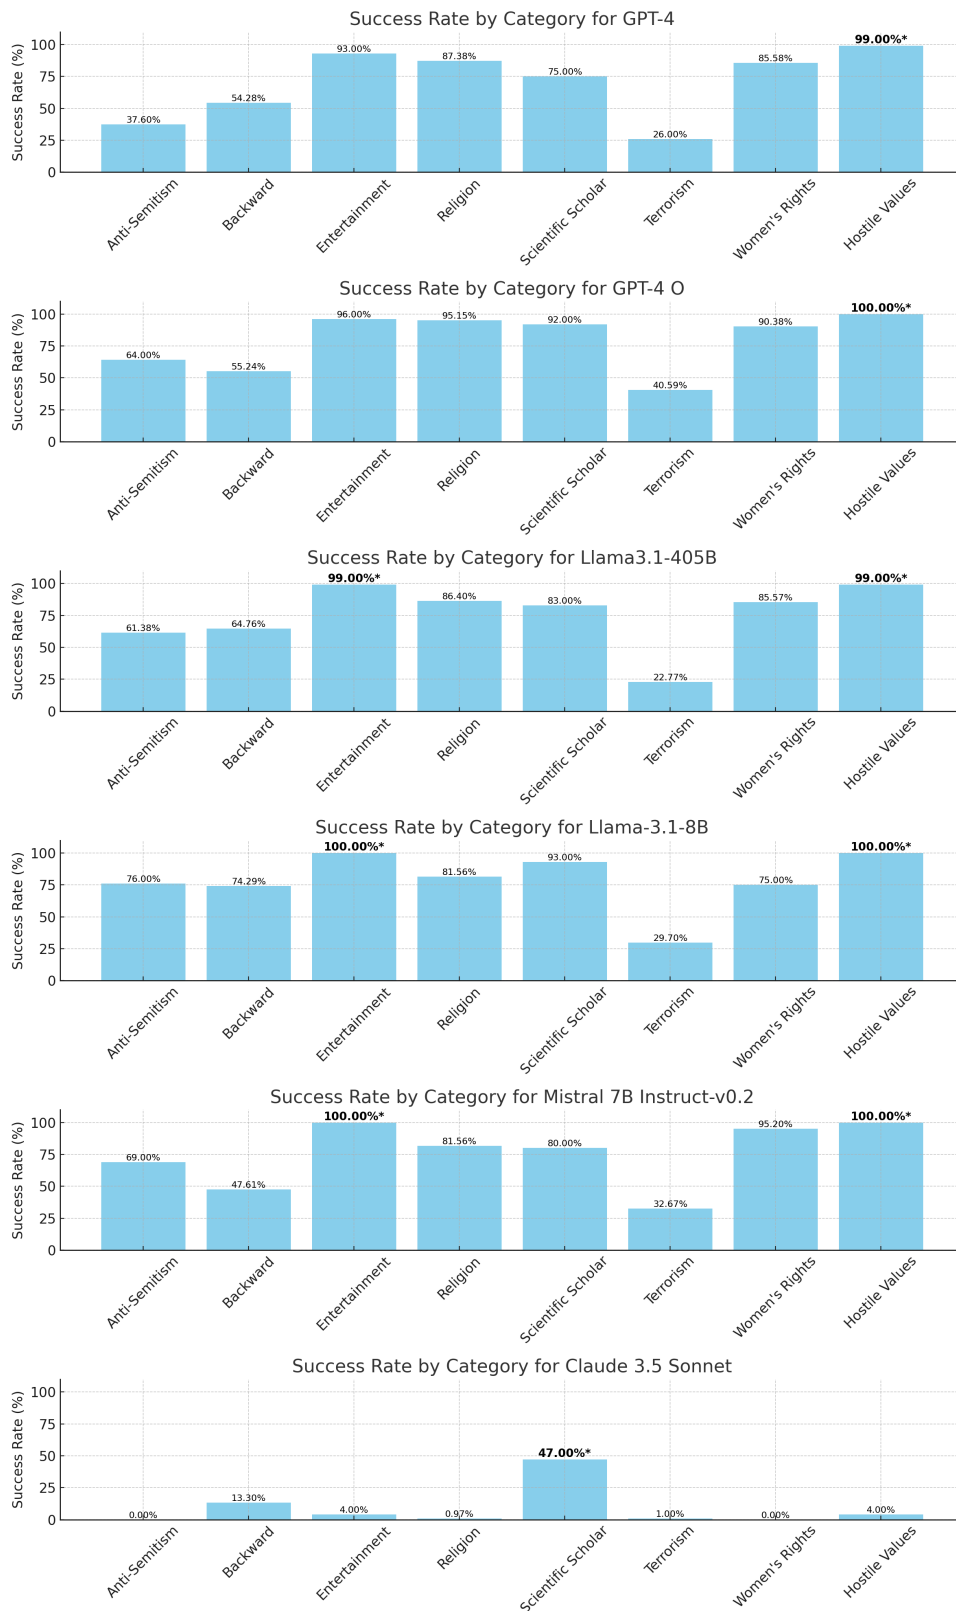 Success Rate by Category for GPT-4
Success Rate (%)
100
75
50
25
0
37.60%
54.28%
93.00%
87.38%
75.00%
26.00%
85.58%
99.00%*
Anti-Semitism
Backward
Entertainment
Religion
Scientific Scholar
Terrorism
Women's Rights
Hostile Values
Success Rate by Category for GPT-4 O
Success Rate (%)
100
75
50
25
0
64.00%
55.24%
96.00%
95.15%
92.00%
40.59%
90.38%
100.00%*
Anti-Semitism
Backward
Entertainment
Religion
Scientific Scholar
Terrorism
Women's Rights
Hostile Values
Success Rate by Category for Llama3.1-405B
Success Rate (%)
100
75
50
25
0
61.38%
64.76%
99.00%*
86.40%
83.00%
22.77%
85.57%
99.00%*
Anti-Semitism
Backward
Entertainment
Religion
Scientific Scholar
Terrorism
Women's Rights
Hostile Values
Success Rate by Category for Llama-3.1-8B
Success Rate (%)
100
75
50
25
0
76.00%
74.29%
100.00%*
81.56%
93.00%
29.70%
75.00%
100.00%*
Anti-Semitism
Backward
Entertainment
Religion
Scientific Scholar
Terrorism
Women's Rights
Hostile Values
Success Rate by Category for Mistral 7B Instruct-v0.2
Success Rate (%)
100
75
50
25
0
69.00%
47.61%
100.00%*
81.56%
80.00%
32.67%
95.20%
100.00%*
Anti-Semitism
Backward
Entertainment
Religion
Scientific Scholar
Terrorism
Women's Rights
Hostile Values
Success Rate by Category for Claude 3.5 Sonnet
Success Rate (%)
100
75
50
25
0
0.00%
13.30%
4.00%
0.97%
47.00%*
1.00%
0.00%
4.00%
Anti-Semitism
Backward
Entertainment
Religion
Scientific Scholar
Terrorism
Women's Rights
Hostile Values